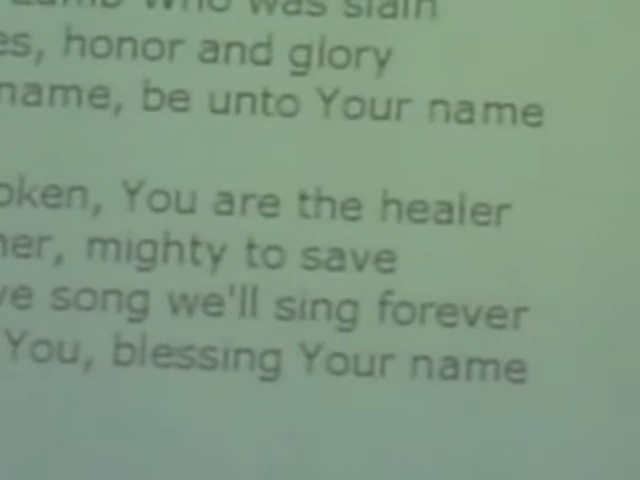 Lamb who was slain
es, honor and glory
name, be unto Your name
oken, You are the healer
ner, mighty to save
ve song we'll sing forever
You, blessing Your name